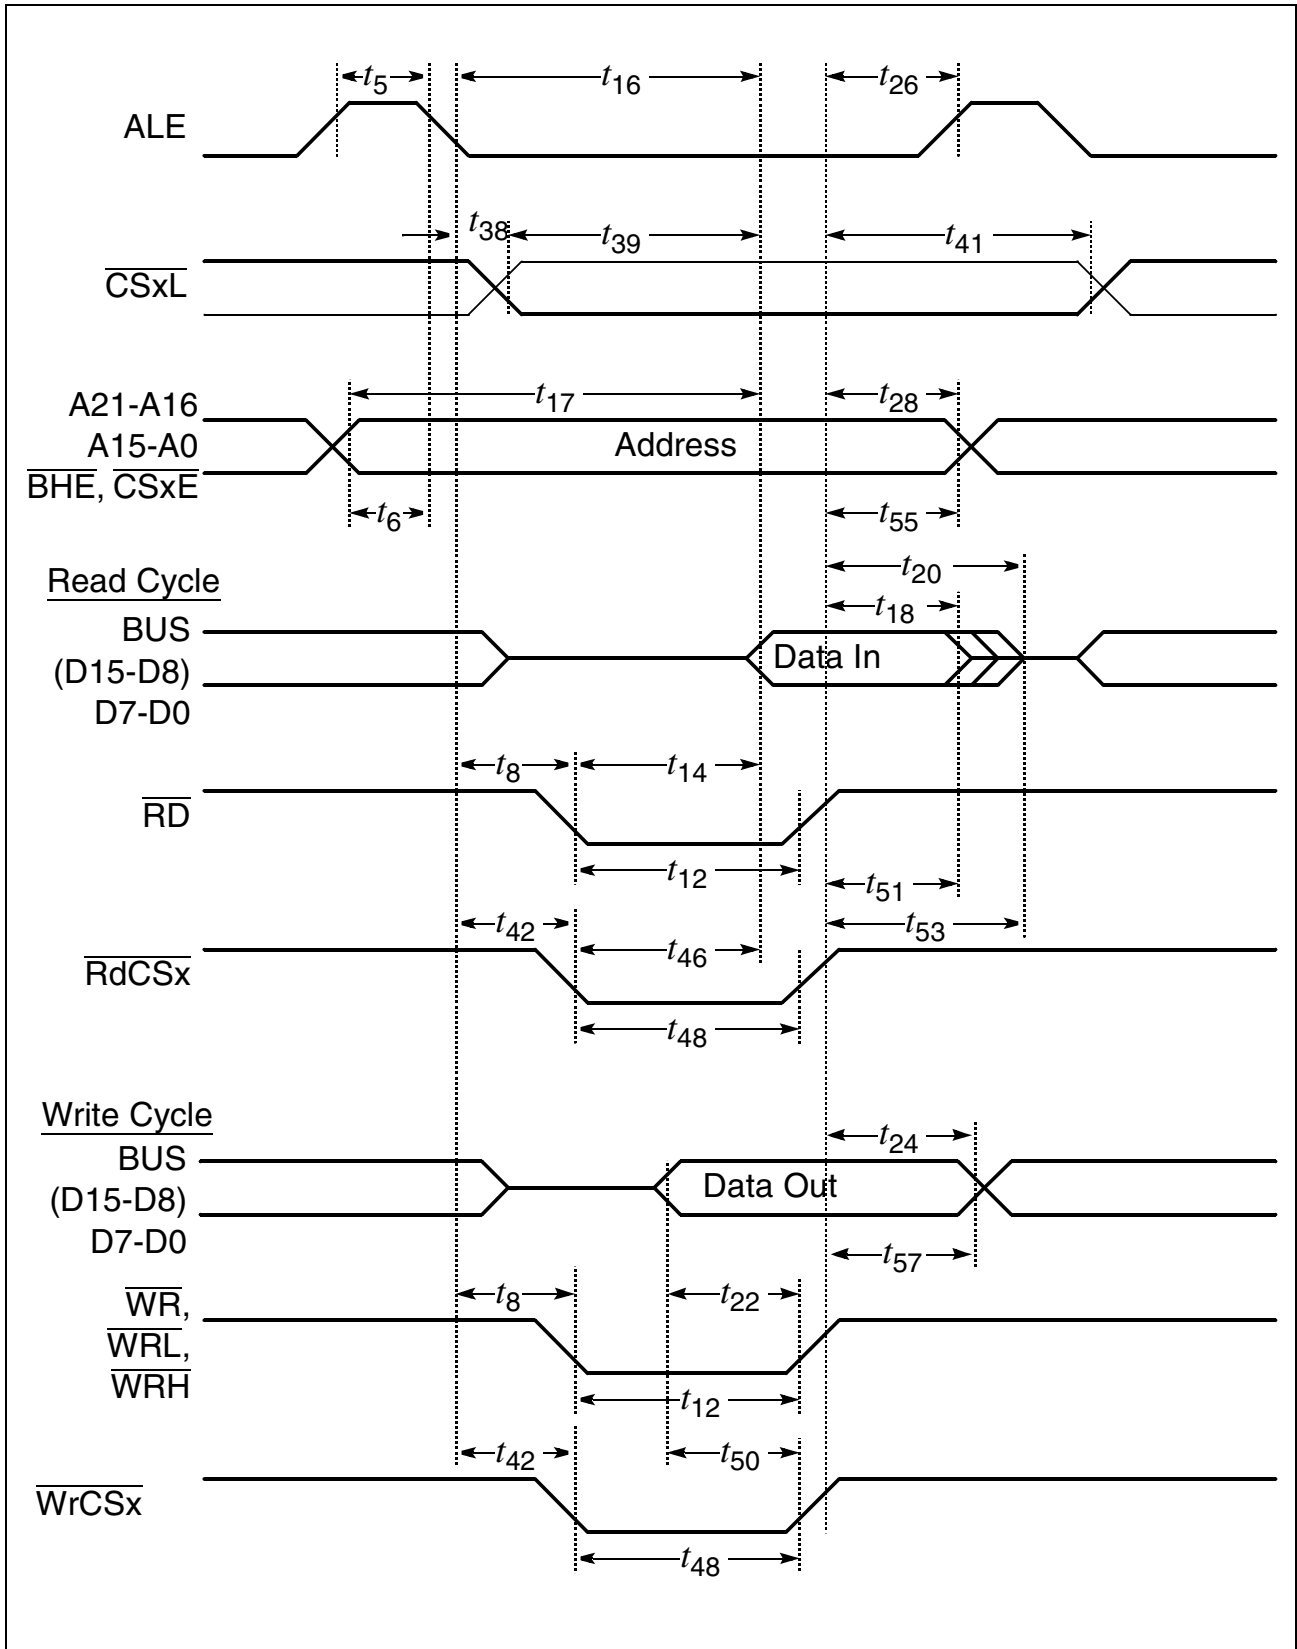 t5 t16 t26
ALE
t38 t39 t41
CSxL
t17 t28
A21-A16
A15-A0 Address
BHE, CSxE
t6 t55
t20
Read Cycle
t18
BUS
(D15-D8) Data In
D7-D0
t8 t14
RD
t12 t51
t42 t46 t53
RdCSx
t48
Write Cycle
t24
BUS
(D15-D8) Data Out
D7-D0
t57
WR, t8 t22
WRL,
WRH
t12
t42 t50
WrCSx
t48